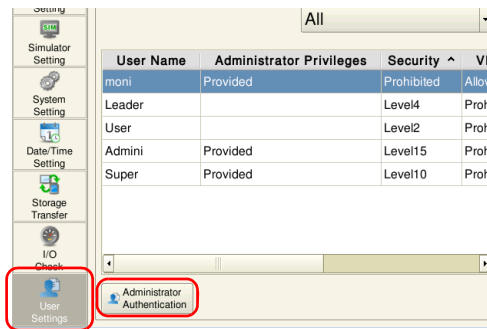 Setting
All
SIM
Simulator
Setting
System
Setting
Date/Time
Setting
Storage
Transfer
I/O
Check
User
Settings
User Name Administrator Privileges Security ^ VI
moni Provided Prohibited Allov
Leader Level4 Proh
User Level2 Proh
Admini Provided Level15 Proh
Super Provided Level10 Proh
Administrator
Authentication